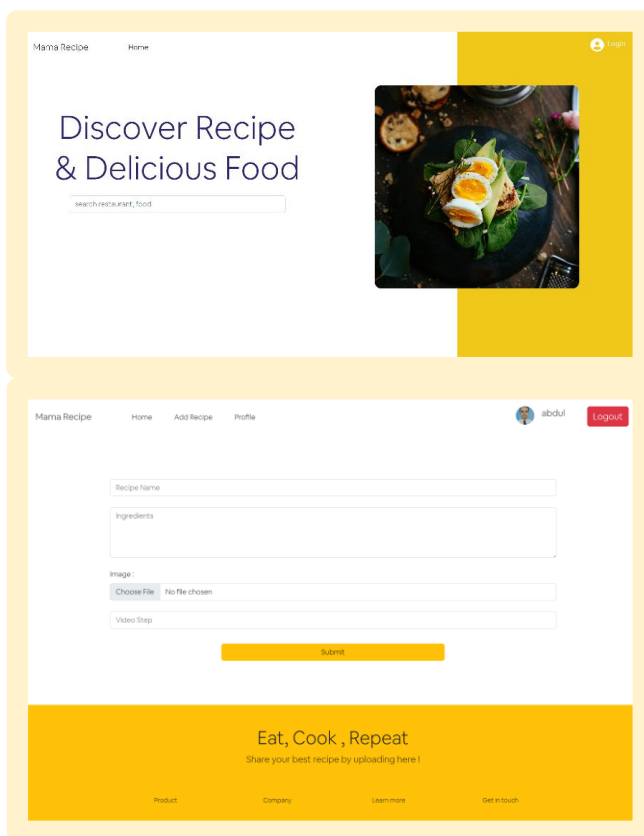 Mama Recipe Home Login
Discover Recipe
& Delicious Food
search restaurant, food
Mama Recipe Home Add Recipe Profile abdul Logout
Recipe Name
Ingredients
Image :
Choose File No file chosen
Video Step
Submit
Eat, Cook , Repeat
Share your best recipe by uploading here !
Product Company Learn more Get in touch